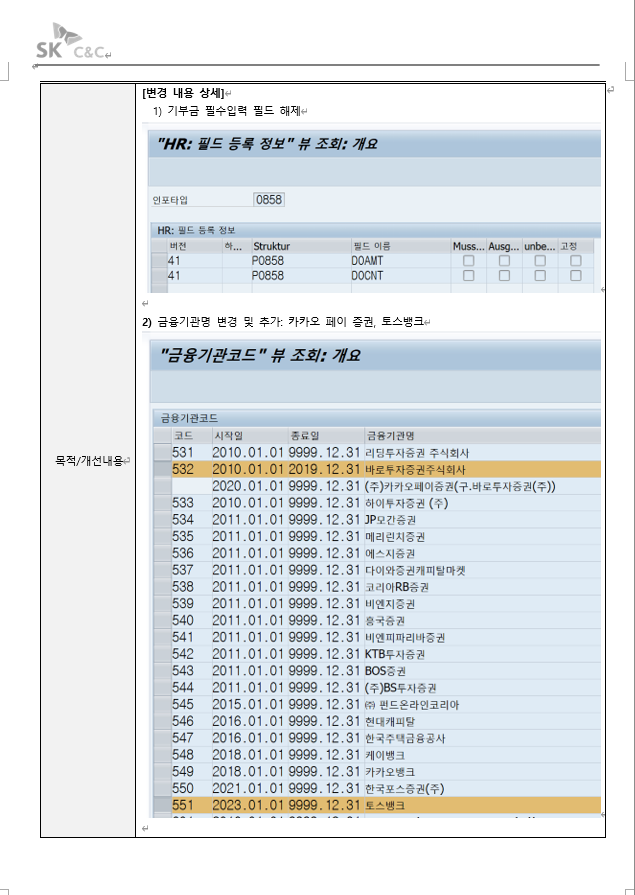 SK C&C
[변경 내용 상세]
1) 기부금 필수입력 필드 해제
"HR: 필드 등록 정보" 뷰 조회: 개요
인포타입 0858
HR: 필드 등록 정보
버전 하... Struktur 필드 이름 Muss... Ausg... unbe... 고정
41 P0858 DOAMT
41 P0858 DOCNT
2) 금융기관명 변경 및 추가: 카카오 페이 증권, 토스뱅크
"금융기관코드" 뷰 조회: 개요
금융기관코드
코드 시작일 종료일 금융기관명
531 2010.01.01 9999.12.31 리딩투자증권 주식회사
532 2010.01.01 2019.12.31 바로투자증권주식회사
2020.01.01 9999.12.31 (주)카카오페이증권(구.바로투자증권(주))
533 2010.01.01 9999.12.31 하이투자증권 (주)
534 2011.01.01 9999.12.31 JP모간증권
535 2011.01.01 9999.12.31 메리린치증권
536 2011.01.01 9999.12.31 에스지증권
목적/개선내용
537 2011.01.01 9999.12.31 다이와증권캐피탈마켓
538 2011.01.01 9999.12.31 코리아RB증권
539 2011.01.01 9999.12.31 비엔지증권
540 2011.01.01 9999.12.31 흥국증권
541 2011.01.01 9999.12.31 비엔피파리바증권
542 2011.01.01 9999.12.31 KTB투자증권
543 2011.01.01 9999.12.31 BOS증권
544 2011.01.01 9999.12.31 (주)BS투자증권
545 2015.01.01 9999.12.31 ㈜ 펀드온라인코리아
546 2016.01.01 9999.12.31 현대캐피탈
547 2016.01.01 9999.12.31 한국주택금융공사
548 2018.01.01 9999.12.31 케이뱅크
549 2018.01.01 9999.12.31 카카오뱅크
550 2021.01.01 9999.12.31 한국포스증권(주)
551 2023.01.01 9999.12.31 토스뱅크